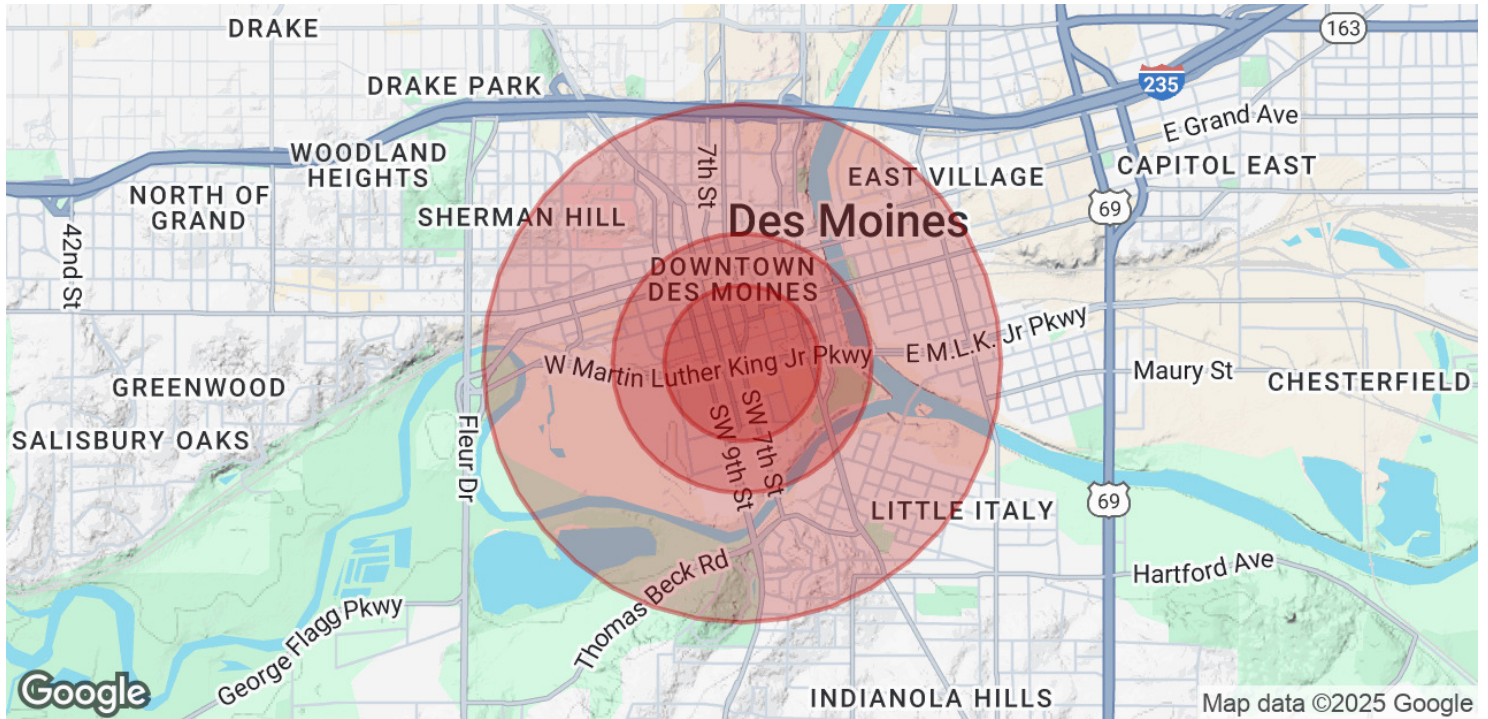 DRAKE
163
DRAKE PARK
235
E Grand Ave
WOODLAND
HEIGHTS
7th St
EAST VILLAGE
CAPITOL EAST
NORTH OF
GRAND
SHERMAN HILL
Des Moines
69
42nd St
DOWNTOWN
DES MOINES
W Martin Luther King Jr Pkwy
E M.L.K. Jr Pkwy
Maury St
CHESTERFIELD
GREENWOOD
SALISBURY OAKS
Fleur Dr
SW 9th St
SW 7th St
69
LITTLE ITALY
Hartford Ave
Thomas Beck Rd
George Flagg Pkwy
INDIANOLA HILLS
Google
Map data ©2025 Google